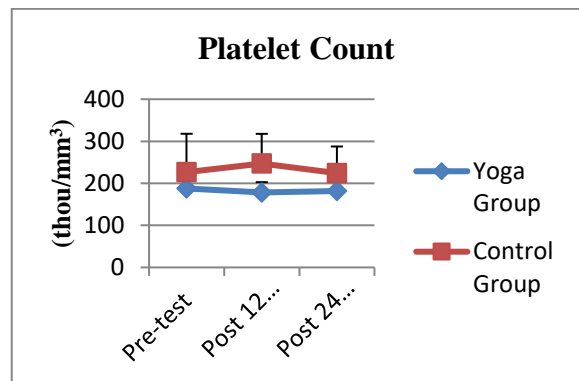 Platelet Count
(thou/mm³)
400
300
200
100
0
Pre-test
Post 12...
Post 24...
Yoga
Group
Control
Group